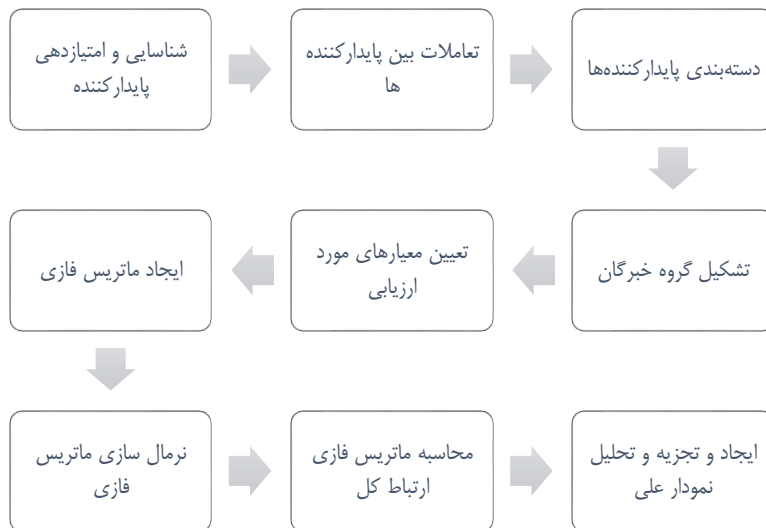 شناسایی و امتیازدهی
پایدارکننده
تعاملات بین پایدارکننده
ها
دسته‌بندی پایدارکننده‌ها
تشکیل گروه خبرگان
تعیین معیارهای مورد
ارزیابی
ایجاد ماتریس فازی
نرمال سازی ماتریس
فازی
محاسبه ماتریس فازی
ارتباط کل
ایجاد و تجزیه و تحلیل
نمودار علی